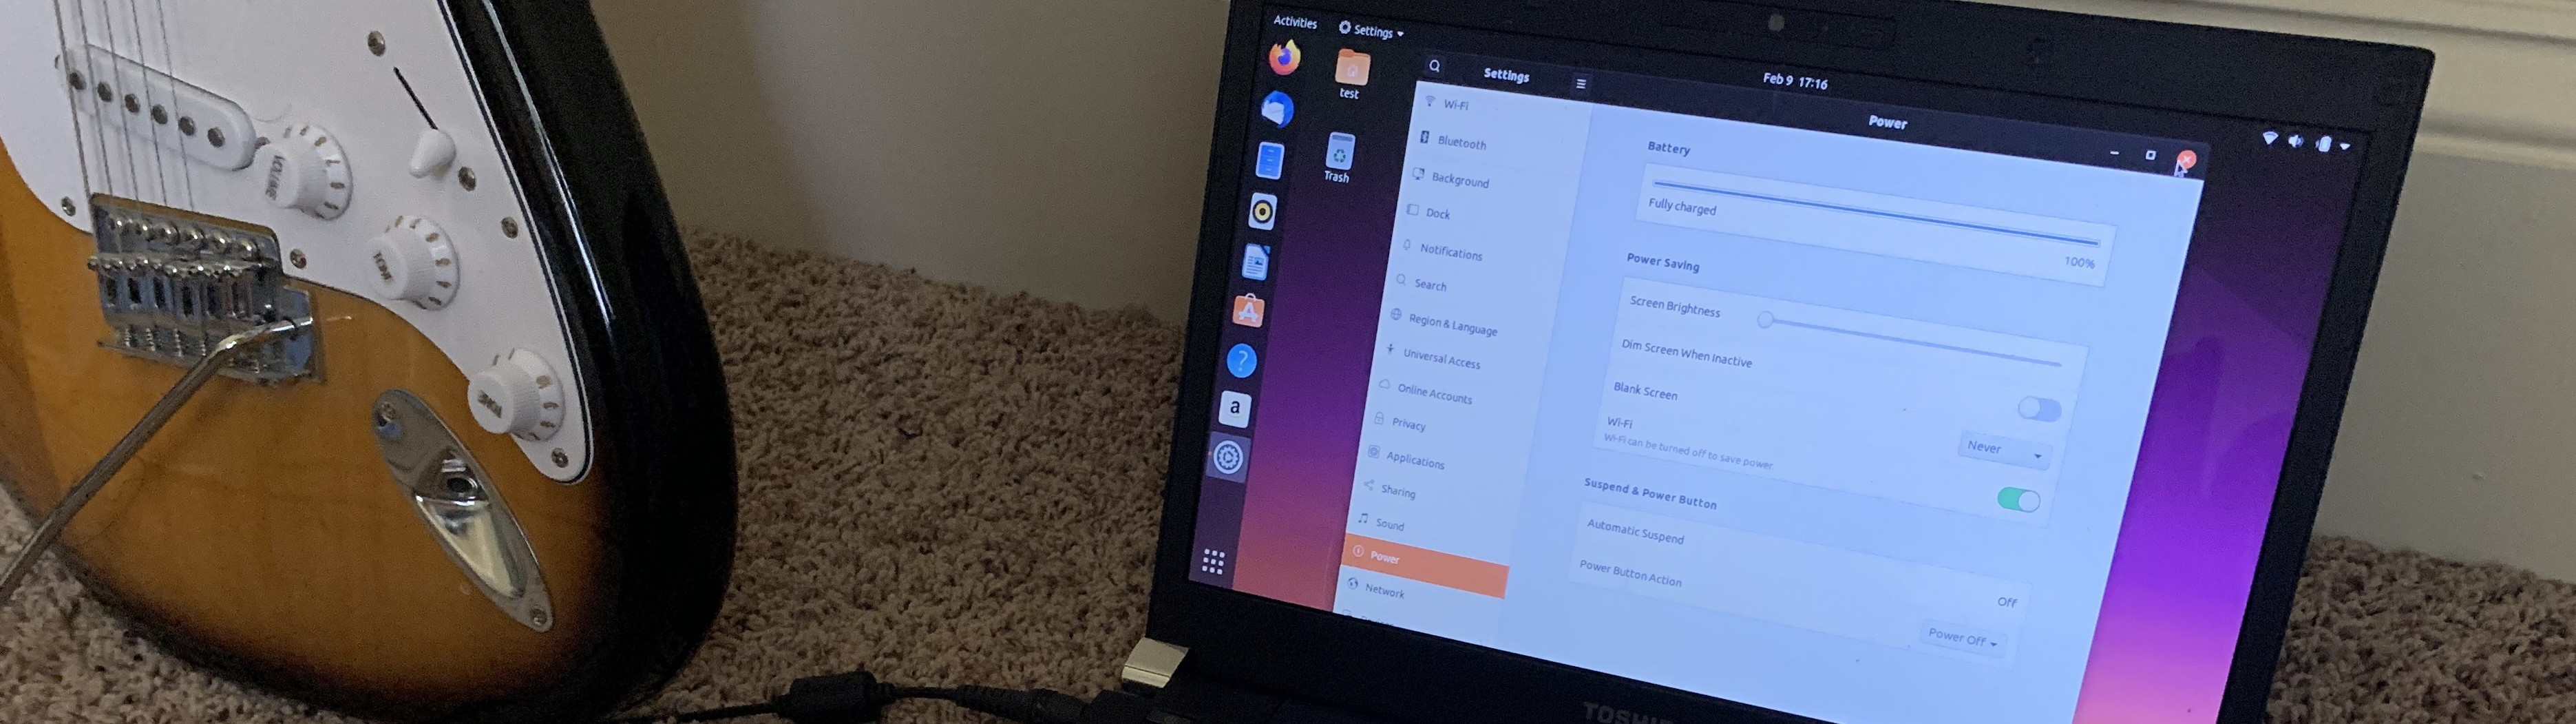 VOLUME
TONE
TONE
Activities
Settings
Feb 9 17:16
test
Trash
Settings
Power
Wi-Fi
Bluetooth
Background
Dock
Notifications
Search
Region & Language
Universal Access
Online Accounts
Privacy
Applications
Sharing
Sound
Power
Network
Battery
Fully charged
100%
Power Saving
Screen Brightness
Dim Screen When Inactive
Blank Screen
Never
Wi-Fi
Wi-Fi can be turned off to save power.
Suspend & Power Button
Automatic Suspend
Off
Power Button Action
Power Off
a